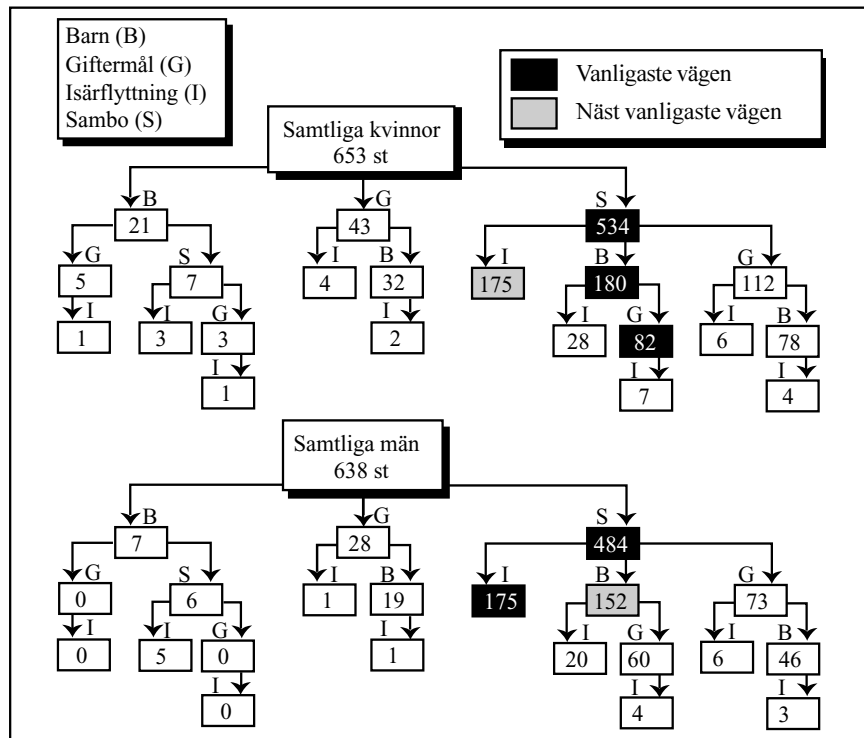 Barn (B)
Giftermål (G)
Isärflyttning (I)
Sambo (S)
Vanligaste vägen
Näst vanligaste vägen
Samtliga kvinnor
653 st
B G S
21 43 534
G S I B I B G
5 7 4 32 175 180 112
I I G I I G I B
1 3 3 2 28 82 6 78
I I I
1 7 4
Samtliga män
638 st
B G S
7 28 484
G S I B I B G
0 6 1 19 175 152 73
I I G I I G I B
0 5 0 1 20 60 6 46
I I I
0 4 3